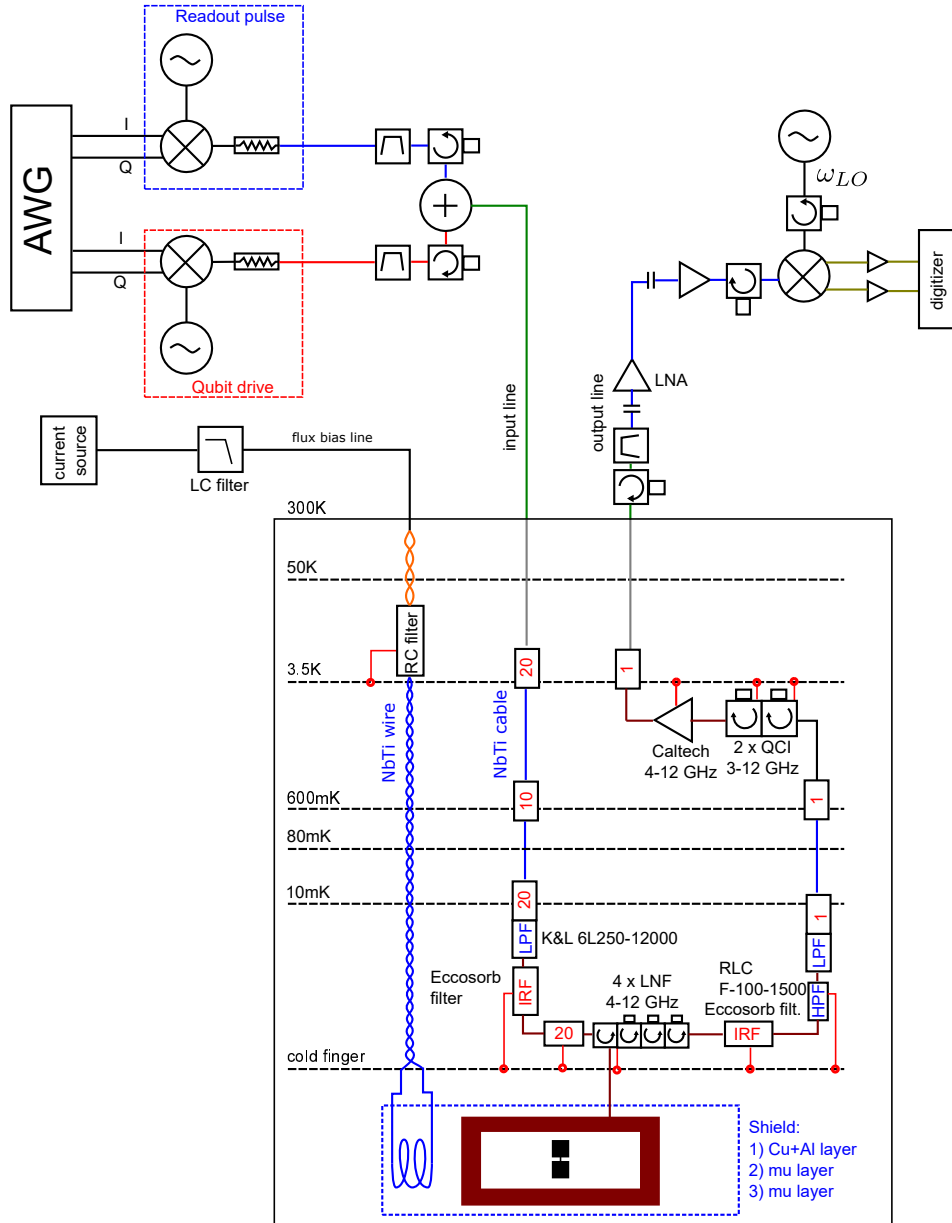 Readout pulse
I
Q
AWG
I
Q
Qubit drive
ω_LO
digitizer
LNA
input line
output line
current
source
LC filter
flux bias line
300K
50K
RC filter
3.5K
20
1
NbTi wire
NbTi cable
Caltech
4-12 GHz
2 x QCI
3-12 GHz
600mK
10
1
80mK
10mK
20
1
LPF
K&L 6L250-12000
LPF
Eccosorb
filter
IRF
4 x LNF
4-12 GHz
RLC
F-100-1500
Eccosorb filt.
HPF
20
IRF
cold finger
Shield:
1) Cu+Al layer
2) mu layer
3) mu layer